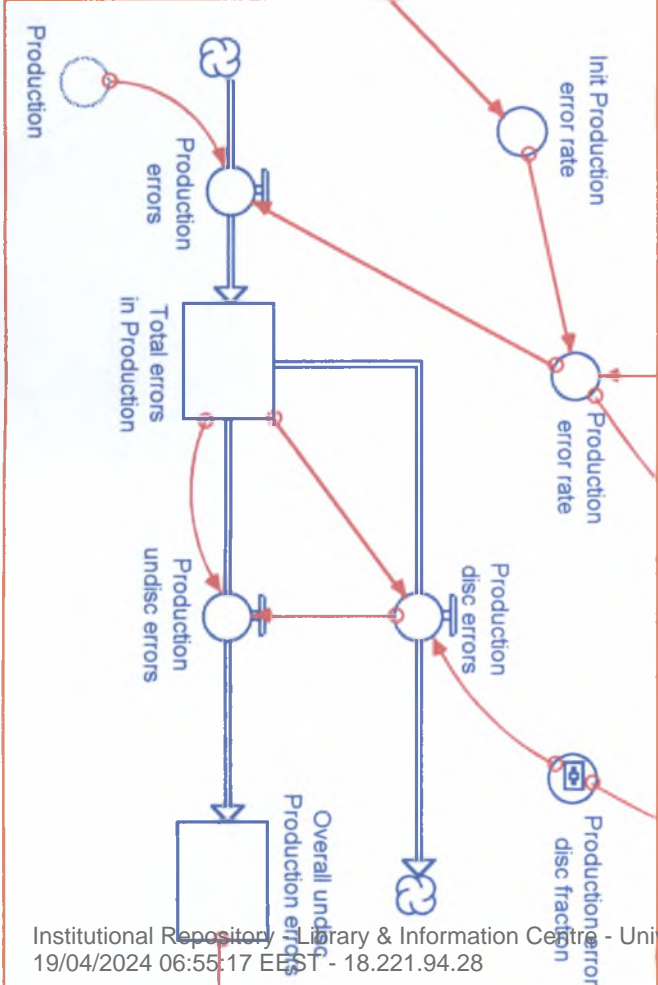 Init Production
error rate
Production
error rate
Production error
disc fraction
Production
disc errors
Production
Production
errors
Total errors
in Production
Production
undisc errors
Overall undisc
Production errors
Institutional Repository - Library & Information Centre - Univ
19/04/2024 06:55:17 EEST - 18.221.94.28